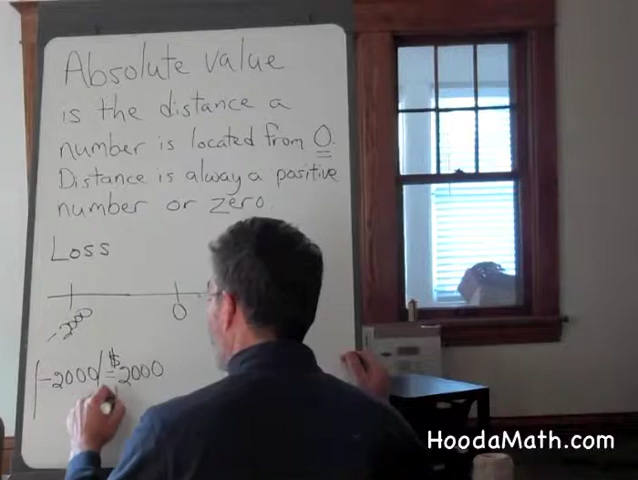 Absolute value
is the distance a
number is located from 0.
Distance is alway a positive
number or zero.
Loss
-2000 0
|-2000| = $2000
HoodaMath.com